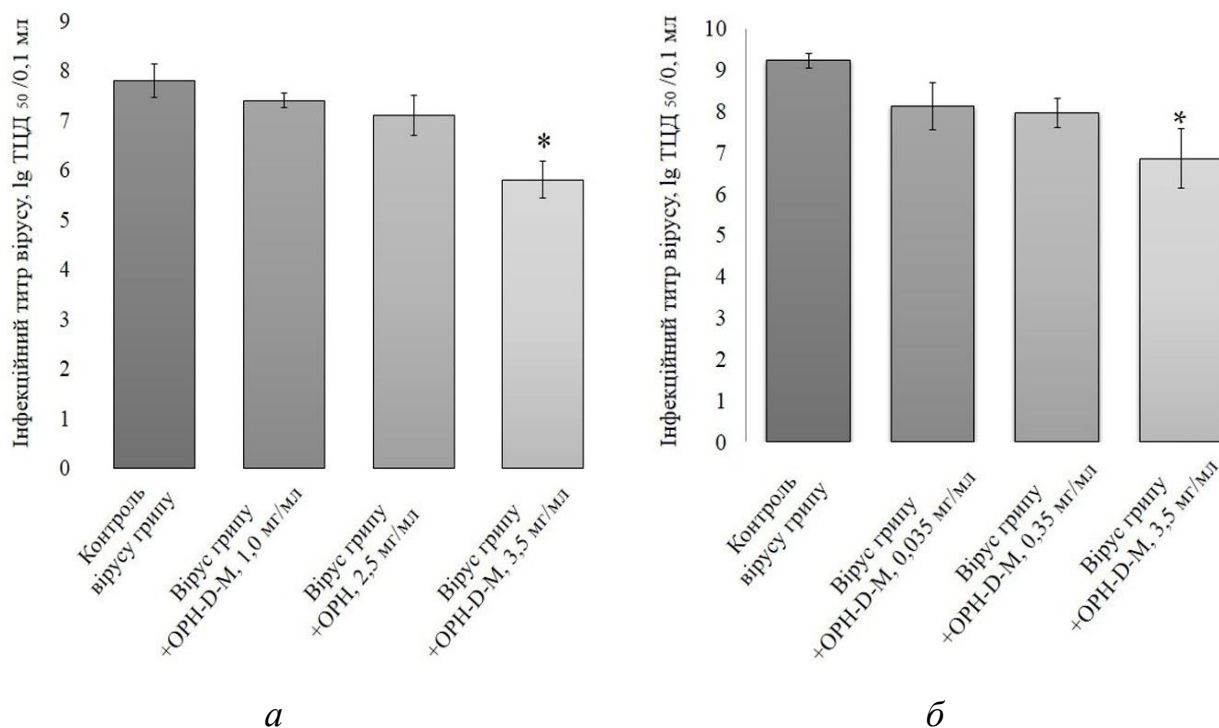 Інфекційний титр вірусу, lg ТЦД 50 /0,1 мл
9
8
7
6
5
4
3
2
1
0
*
Контроль
вірусу грипу
Вірус грипу
+ОРН-D-M, 1,0 мг/мл
Вірус грипу
+ОРН, 2,5 мг/мл
Вірус грипу
+ОРН-D-M, 3,5 мг/мл
а
Інфекційний титр вірусу, lg ТЦД 50 /0,1 мл
10
9
8
7
6
5
4
3
2
1
0
*
Контроль
вірусу грипу
Вірус грипу
+ОРН-D-M, 0,035 мг/мл
Вірус грипу
+ОРН-D-M, 0,35 мг/мл
Вірус грипу
+ОРН-D-M, 3,5 мг/мл
б